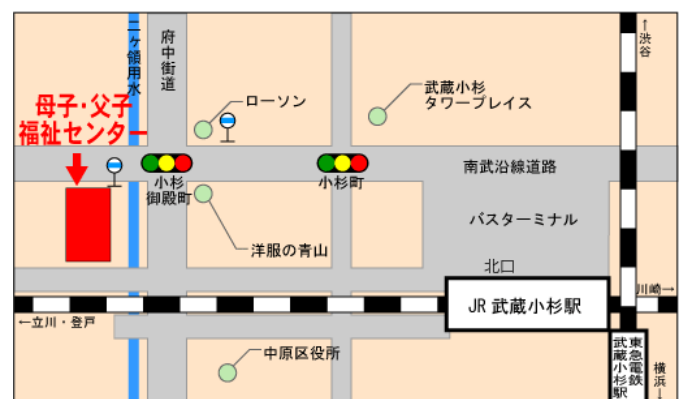 二ヶ領用水
府中街道
↑渋谷
母子・父子
福祉センター
ローソン
武蔵小杉
タワープレイス
小杉
御殿町
小杉町
南武沿線道路
バスターミナル
洋服の青山
北口
JR 武蔵小杉駅
川崎→
←立川・登戸
中原区役所
東急電鉄
武蔵小杉駅
横浜↓